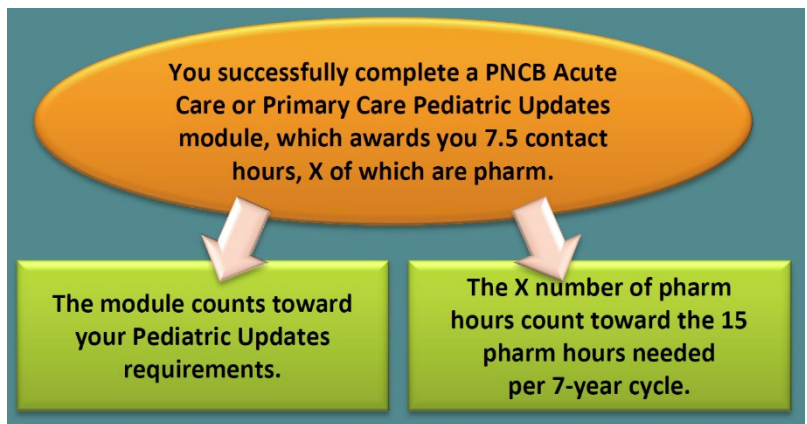 You successfully complete a PNCB Acute
Care or Primary Care Pediatric Updates
module, which awards you 7.5 contact
hours, X of which are pharm.
The module counts toward
your Pediatric Updates
requirements.
The X number of pharm
hours count toward the 15
pharm hours needed
per 7-year cycle.